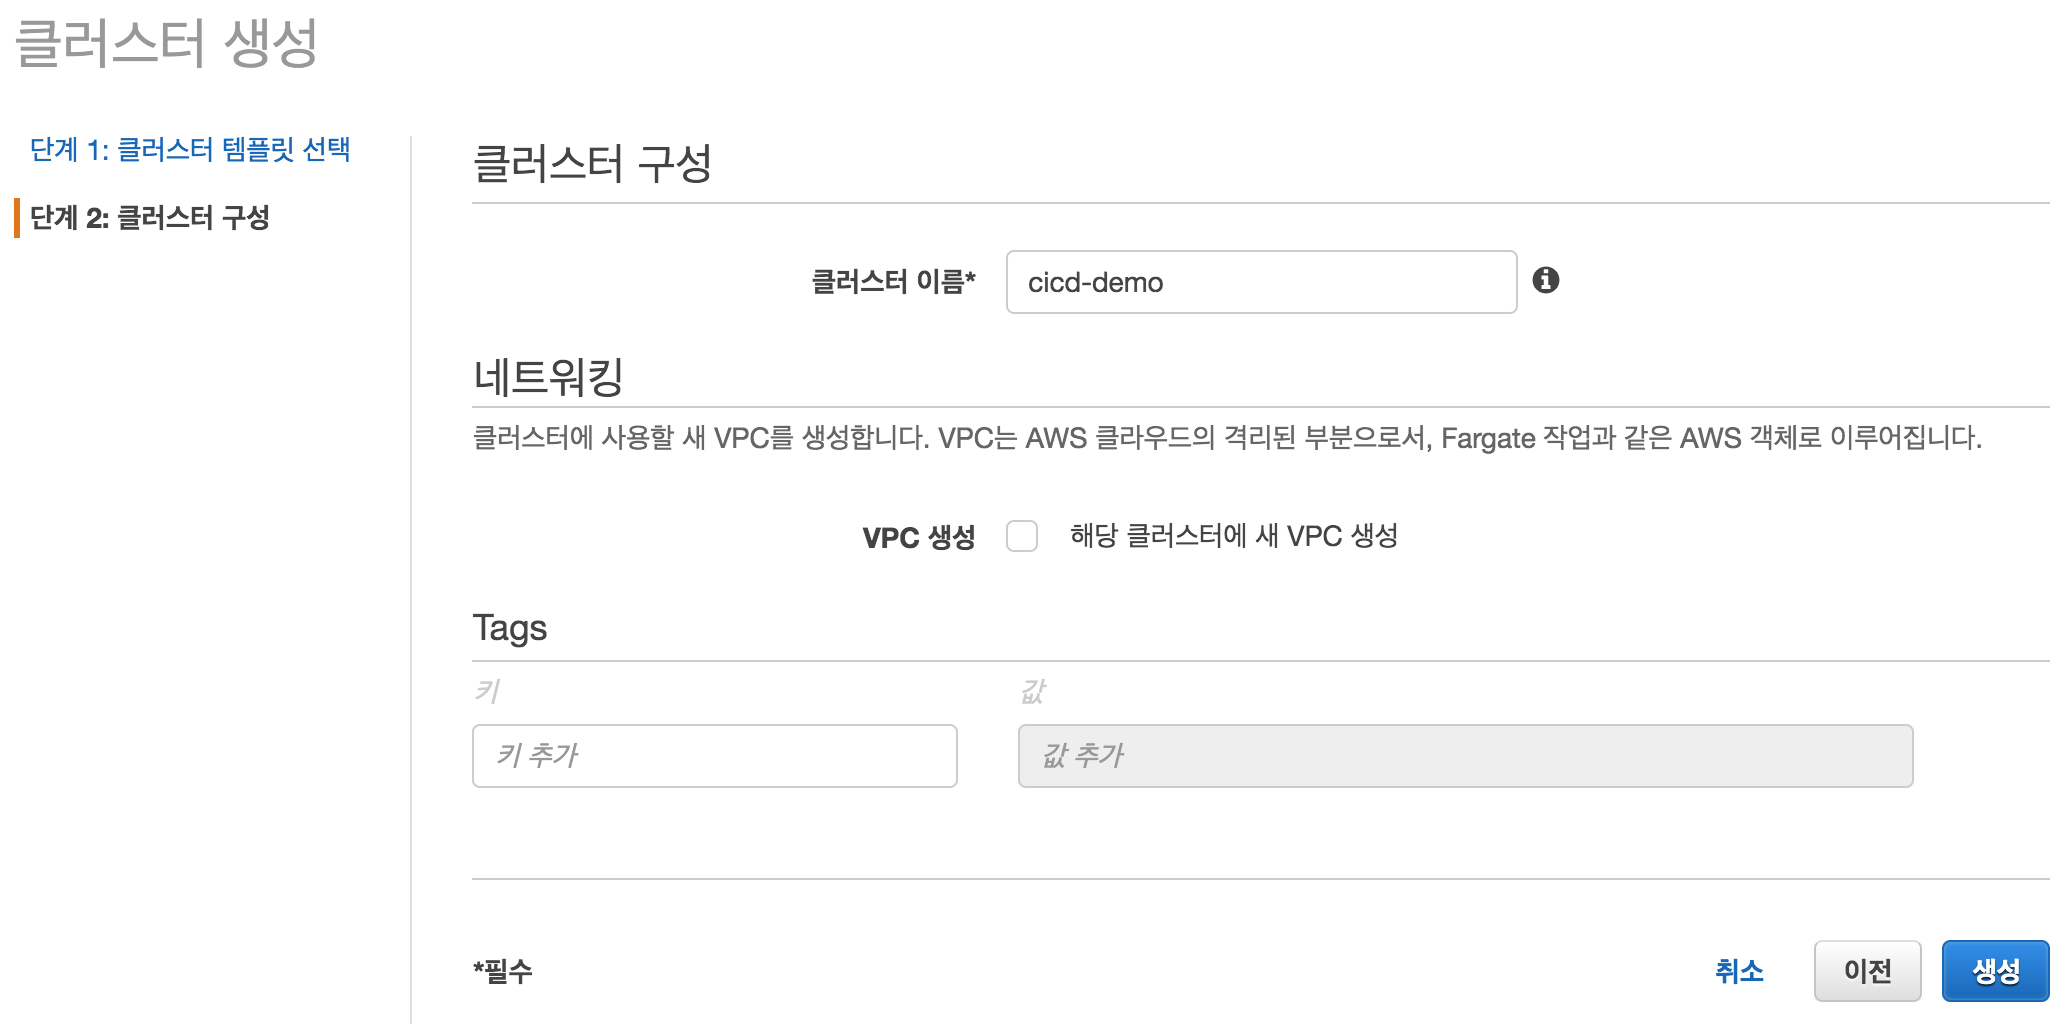 클러스터 생성
단계 1: 클러스터 템플릿 선택
단계 2: 클러스터 구성
클러스터 구성
클러스터 이름* cicd-demo
네트워킹
클러스터에 사용할 새 VPC를 생성합니다. VPC는 AWS 클라우드의 격리된 부분으로서, Fargate 작업과 같은 AWS 객체로 이루어집니다.
VPC 생성 해당 클러스터에 새 VPC 생성
Tags
키 값
키 추가 값 추가
*필수 취소 이전 생성